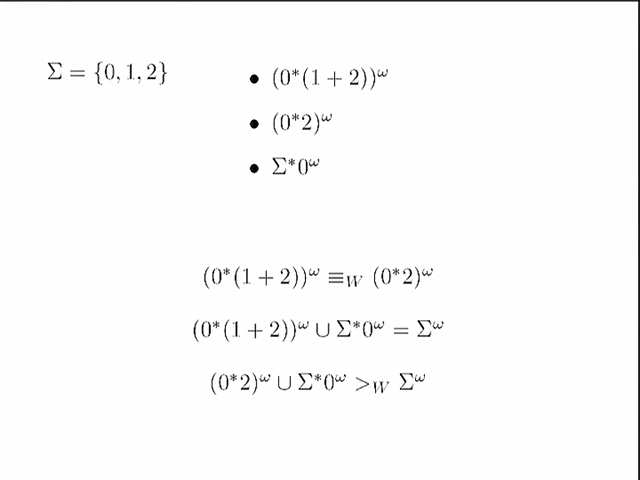 Σ = {0, 1, 2}
• (0*(1 + 2))^ω
• (0*2)^ω
• Σ*0^ω
(0*(1 + 2))^ω ≡_W (0*2)^ω
(0*(1 + 2))^ω ∪ Σ*0^ω = Σ^ω
(0*2)^ω ∪ Σ*0^ω >_W Σ^ω